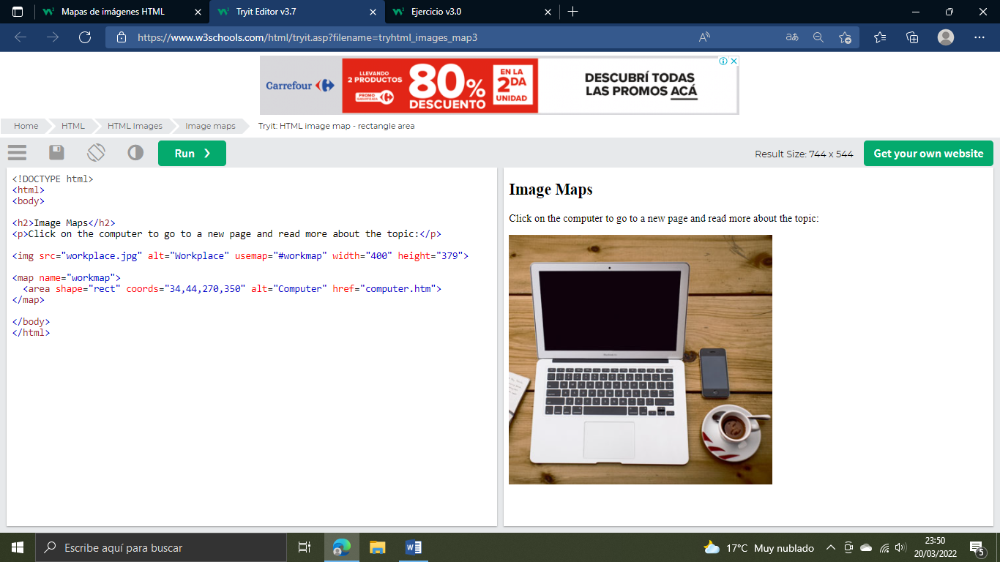 Mapas de imágenes HTML
Tryit Editor v3.7
Ejercicio v3.0
https://www.w3schools.com/html/tryit.asp?filename=tryhtml_images_map3
Carrefour
LLEVANDO
2 PRODUCTOS
PROMO
80%
DESCUENTO
EN LA
2DA
UNIDAD
DESCUBRÍ TODAS
LAS PROMOS ACÁ
Home
HTML
HTML Images
Image maps
Tryit: HTML image map - rectangle area
Run ❯
Result Size: 744 x 544
Get your own website
<!DOCTYPE html>
<html>
<body>
<h2>Image Maps</h2>
<p>Click on the computer to go to a new page and read more about the topic:</p>
<img src="workplace.jpg" alt="Workplace" usemap="#workmap" width="400" height="379">
<map name="workmap">
<area shape="rect" coords="34,44,270,350" alt="Computer" href="computer.htm">
</map>
</body>
</html>
Image Maps
Click on the computer to go to a new page and read more about the topic:
Escribe aquí para buscar
17°C Muy nublado
23:50
20/03/2022
5